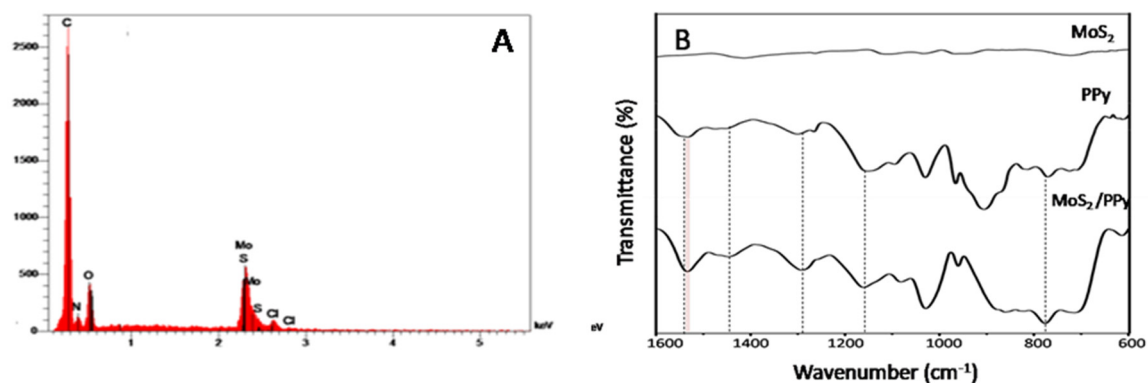 A
C
2500
2000
1500
1000
500
0
N
O
Mo
S
Mo
S
Cl
Cl
1
2
3
4
5
keV
B
MoS₂
PPy
MoS₂/PPy
Transmittance (%)
eV
1600
1400
1200
1000
800
600
Wavenumber (cm⁻¹)